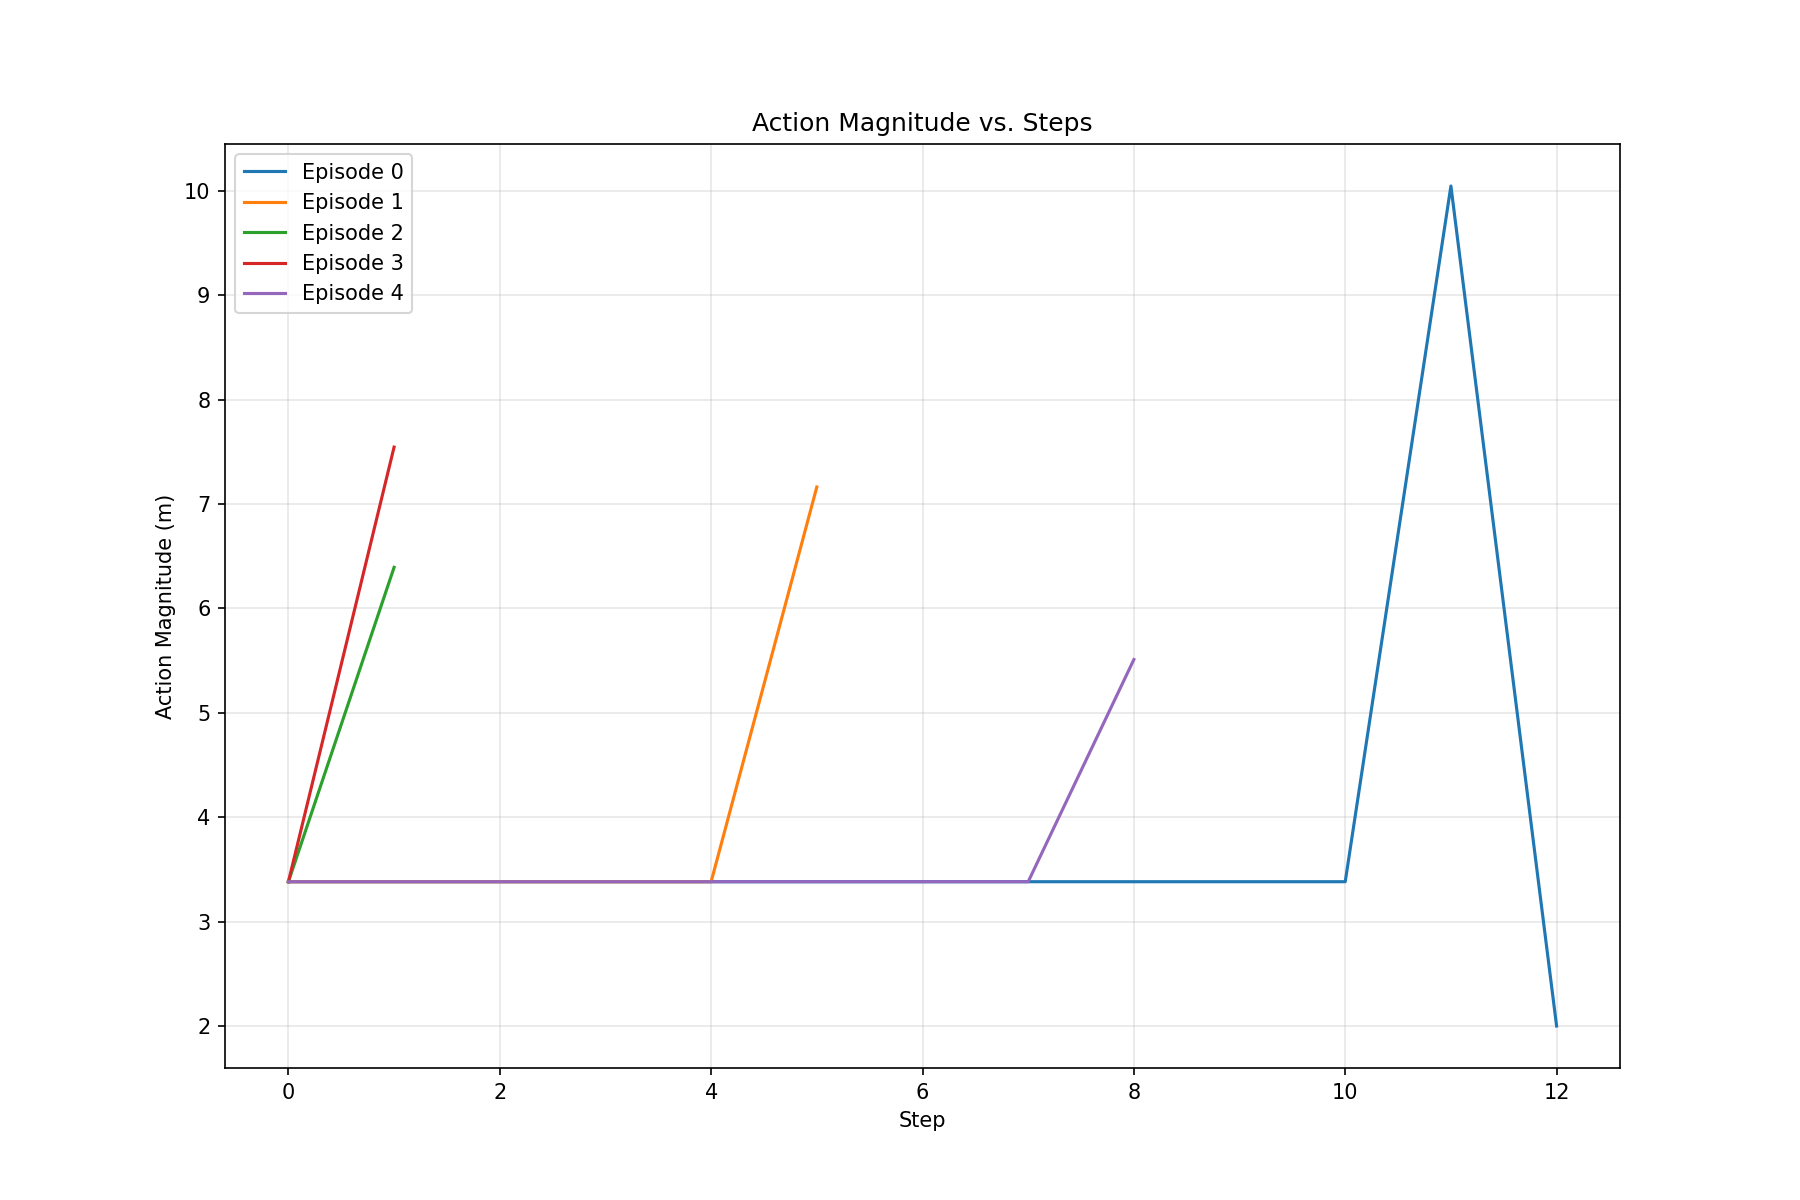 Action Magnitude vs. Steps
Episode 0
Episode 1
Episode 2
Episode 3
Episode 4
10
9
8
7
6
5
4
3
2
Action Magnitude (m)
0 2 4 6 8 10 12
Step